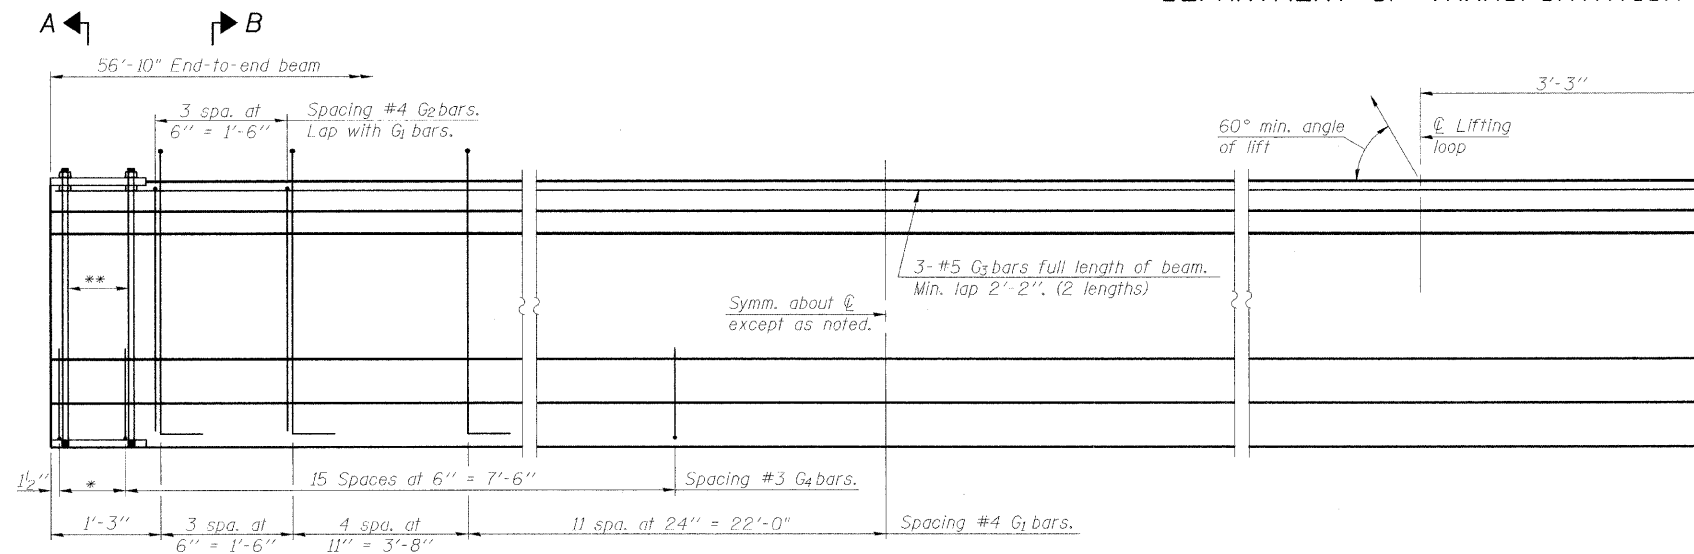 A B
56'-10" End-to-end beam
3 spa. at
6" = 1'-6"
Spacing #4 G2 bars.
Lap with G1 bars.
3'-3"
60° min. angle
of lift
℄ Lifting
loop
**
3-#5 G3 bars full length of beam.
Min. lap 2'-2". (2 lengths)
Symm. about ℄
except as noted.
1½"
*
15 Spaces at 6" = 7'-6"
Spacing #3 G4 bars.
1'-3"
3 spa. at
6" = 1'-6"
4 spa. at
11" = 3'-8"
11 spa. at 24" = 22'-0"
Spacing #4 G1 bars.